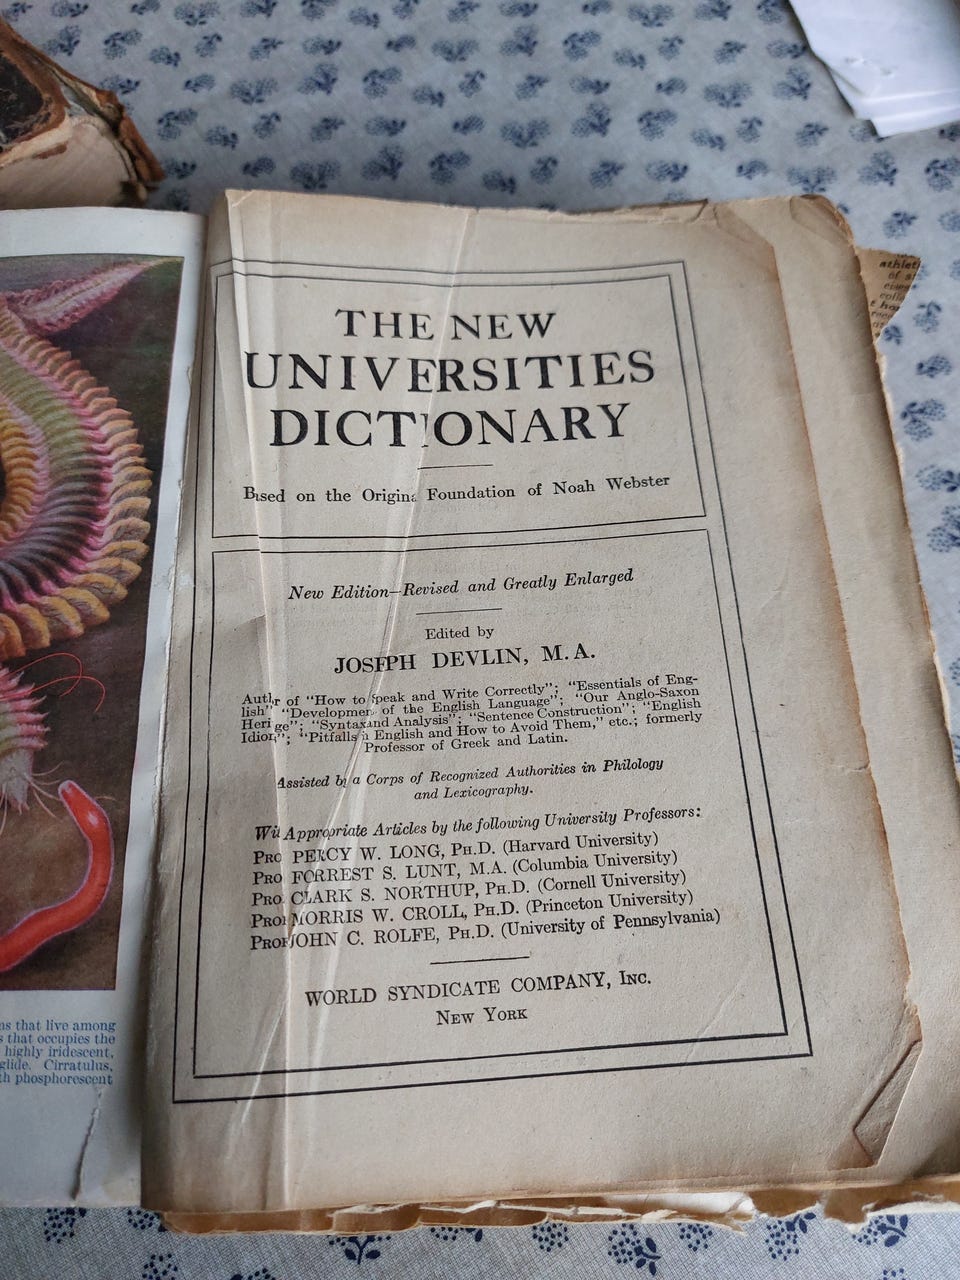 THE NEW
UNIVERSITIES
DICTIONARY
Based on the Original Foundation of Noah Webster
New Edition—Revised and Greatly Enlarged
Edited by
JOSEPH DEVLIN, M.A.
Author of "How to Speak and Write Correctly"; "Essentials of Eng-
lish" "Development of the English Language"; "Our Anglo-Saxon
Heritage"; "Syntax and Analysis"; "Sentence Construction"; "English
Idioms"; "Pitfalls in English and How to Avoid Them," etc.; formerly
Professor of Greek and Latin.
Assisted by a Corps of Recognized Authorities in Philology
and Lexicography.
With Appropriate Articles by the following University Professors:
PROF. PERCY W. LONG, PH.D. (Harvard University)
PROF. FORREST S. LUNT, M.A. (Columbia University)
PROF. CLARK S. NORTHUP, PH.D. (Cornell University)
PROF. MORRIS W. CROLL, PH.D. (Princeton University)
PROF. JOHN C. ROLFE, PH.D. (University of Pennsylvania)
WORLD SYNDICATE COMPANY, INC.
NEW YORK
that live among
that occupies the
highly iridescent,
glide. Cirratulus,
phosphorescent
athlet
of